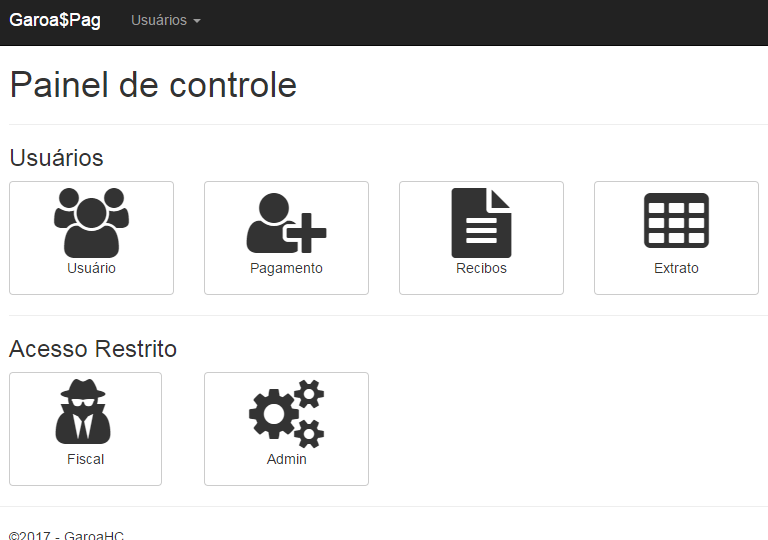 Garoa$Pag Usuários
Painel de controle
Usuários
Usuário Pagamento Recibos Extrato
Acesso Restrito
Fiscal Admin
©2017 - GaroaHC